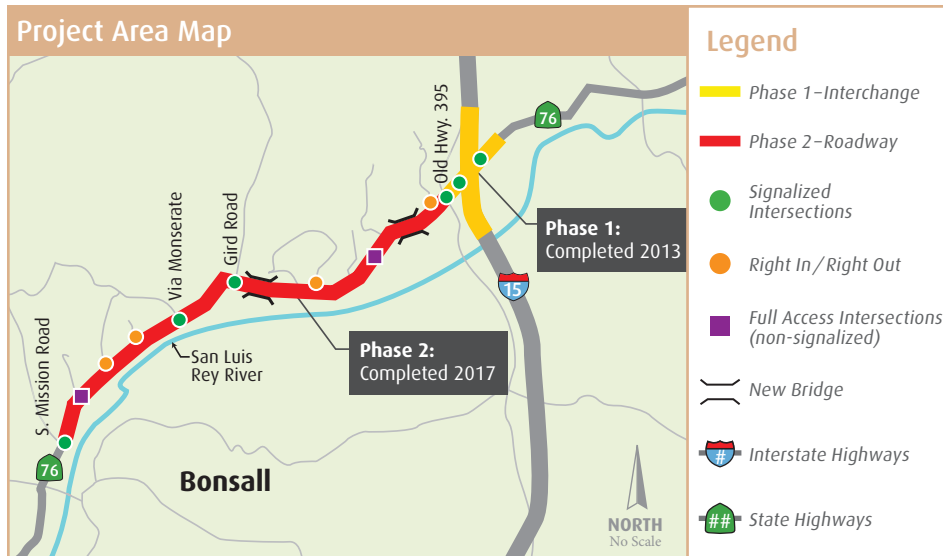 Project Area Map
Old Hwy. 395
76
Gird Road
Via Monserate
Phase 1:
Completed 2013
15
S. Mission Road
San Luis
Rey River
Phase 2:
Completed 2017
76
Bonsall
NORTH
No Scale
Legend
Phase 1–Interchange
Phase 2–Roadway
Signalized
Intersections
Right In/Right Out
Full Access Intersections
(non-signalized)
New Bridge
#
Interstate Highways
##
State Highways